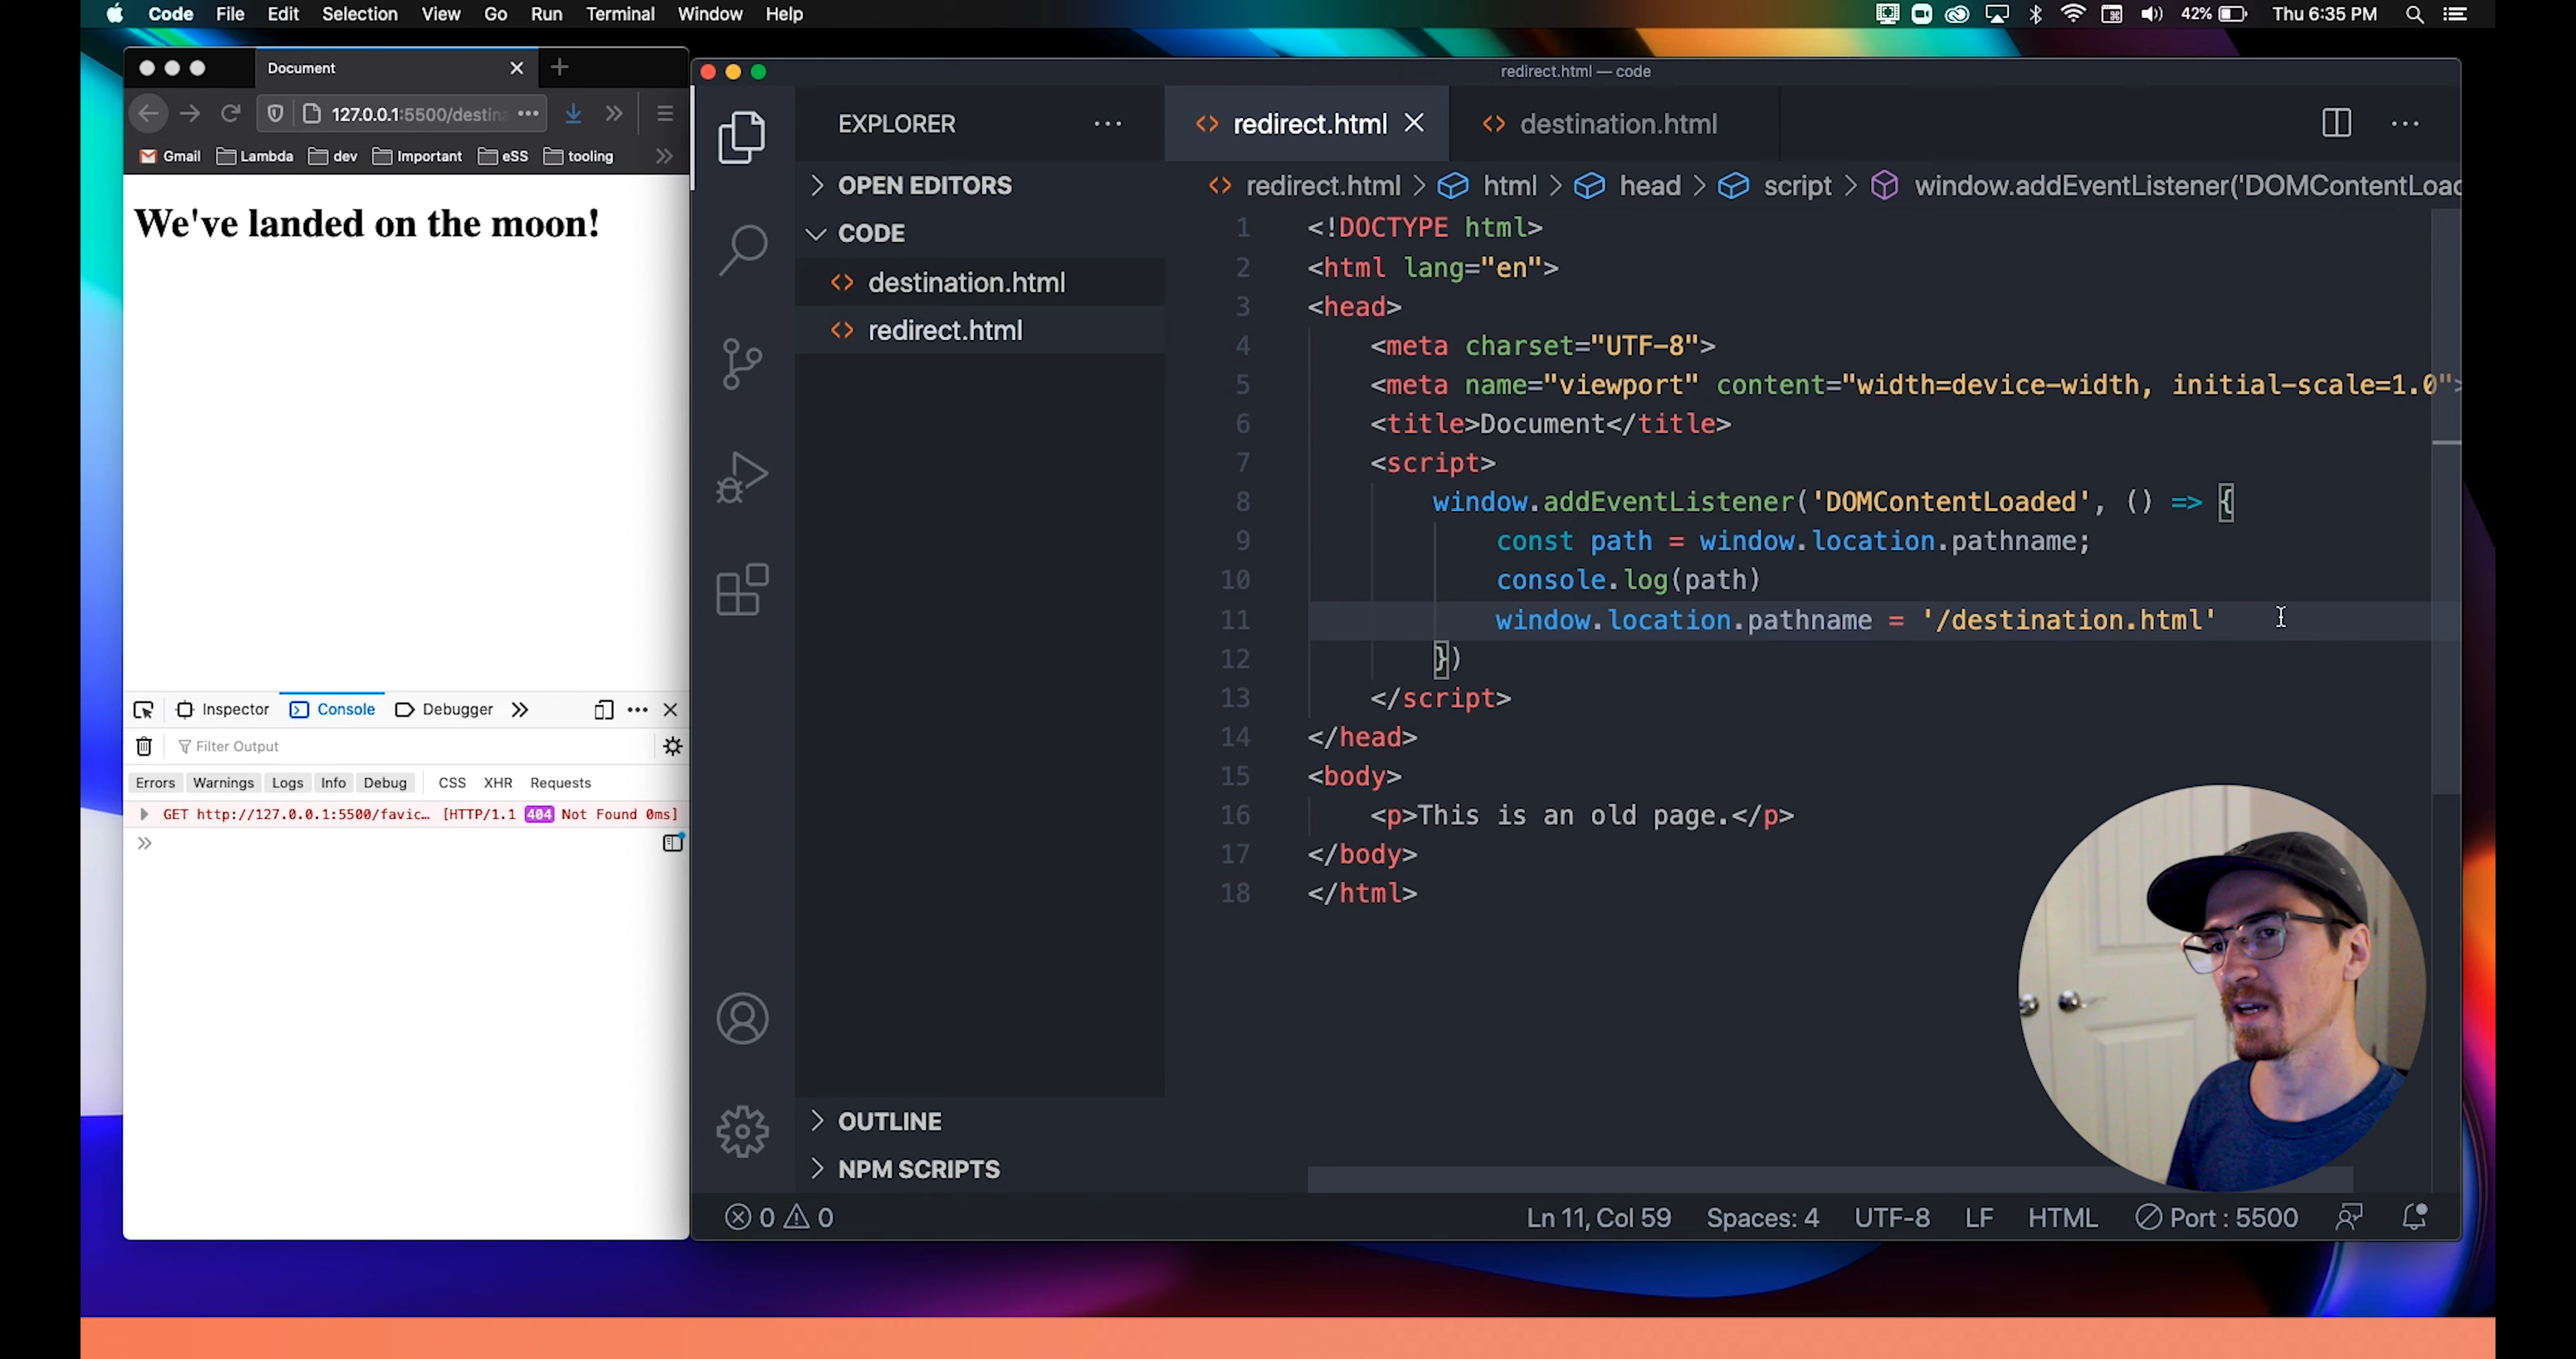 Code File Edit Selection View Go Run Terminal Window Help 42% Thu 6:35 PM
Document
127.0.0.1:5500/destina
Gmail Lambda dev Important eSS tooling
We've landed on the moon!
Inspector Console Debugger
Filter Output
Errors Warnings Logs Info Debug CSS XHR Requests
GET http://127.0.0.1:5500/favic… [HTTP/1.1 404 Not Found 0ms]
redirect.html — code
EXPLORER
OPEN EDITORS
CODE
destination.html
redirect.html
OUTLINE
NPM SCRIPTS
redirect.html destination.html
redirect.html > html > head > script > window.addEventListener('DOMContentLoad
1 <!DOCTYPE html>
2 <html lang="en">
3 <head>
4 <meta charset="UTF-8">
5 <meta name="viewport" content="width=device-width, initial-scale=1.0">
6 <title>Document</title>
7 <script>
8 window.addEventListener('DOMContentLoaded', () => {
9 const path = window.location.pathname;
10 console.log(path)
11 window.location.pathname = '/destination.html'
12 })
13 </script>
14 </head>
15 <body>
16 <p>This is an old page.</p>
17 </body>
18 </html>
0 0 Ln 11, Col 59 Spaces: 4 UTF-8 LF HTML Port : 5500